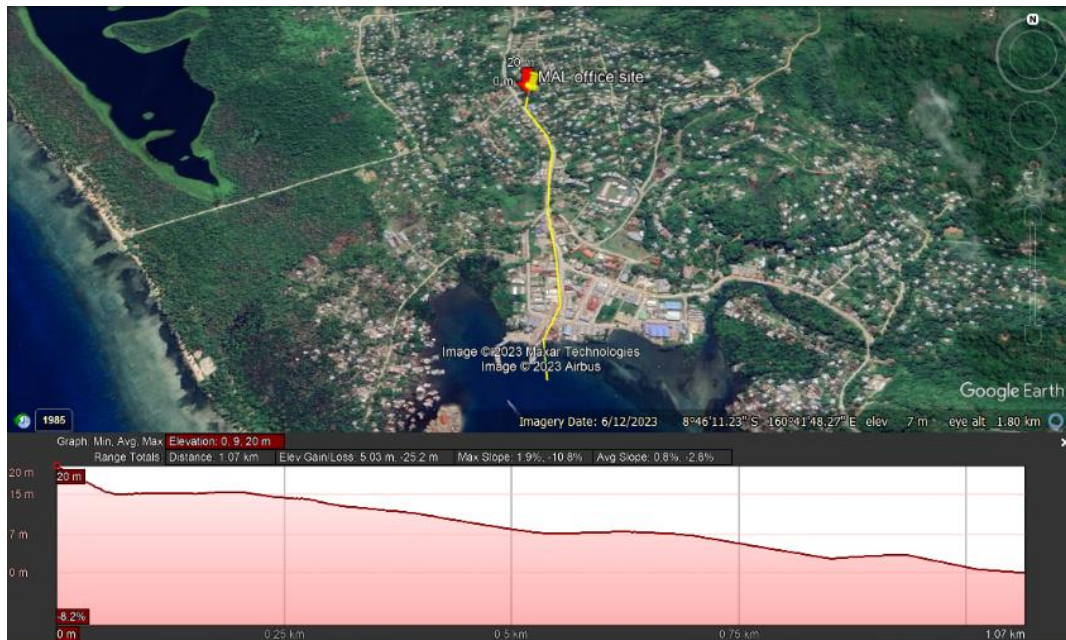 N
20 m
0 m
MAL office site
Image © 2023 Maxar Technologies
Image © 2023 Airbus
Google Earth
1985
Imagery Date: 6/12/2023 8°46'11.23" S 160°41'48.27" E elev 7 m eye alt 1.80 km
Graph: Min, Avg, Max Elevation: 0, 9, 20 m
Range Totals: Distance: 1.07 km Elev Gain/Loss: 5.03 m, -25.2 m Max Slope: 1.9%, -10.8% Avg Slope: 0.8%, -2.8%
20 m
20 m
15 m
7 m
0 m
-8.2%
0 m 0.25 km 0.5 km 0.75 km 1.07 km